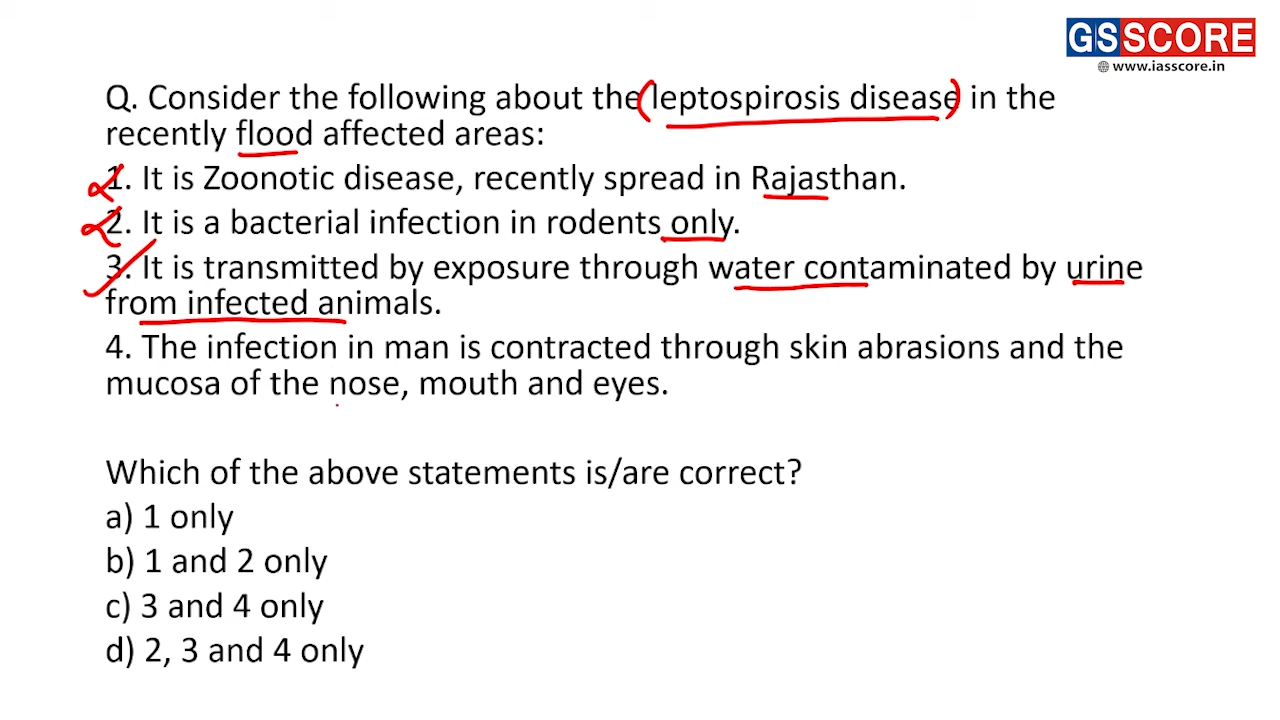 GSSCORE
www.iasscore.in
Q. Consider the following about the leptospirosis disease in the
recently flood affected areas:
1. It is Zoonotic disease, recently spread in Rajasthan.
2. It is a bacterial infection in rodents only.
3. It is transmitted by exposure through water contaminated by urine
from infected animals.
4. The infection in man is contracted through skin abrasions and the
mucosa of the nose, mouth and eyes.
Which of the above statements is/are correct?
a) 1 only
b) 1 and 2 only
c) 3 and 4 only
d) 2, 3 and 4 only